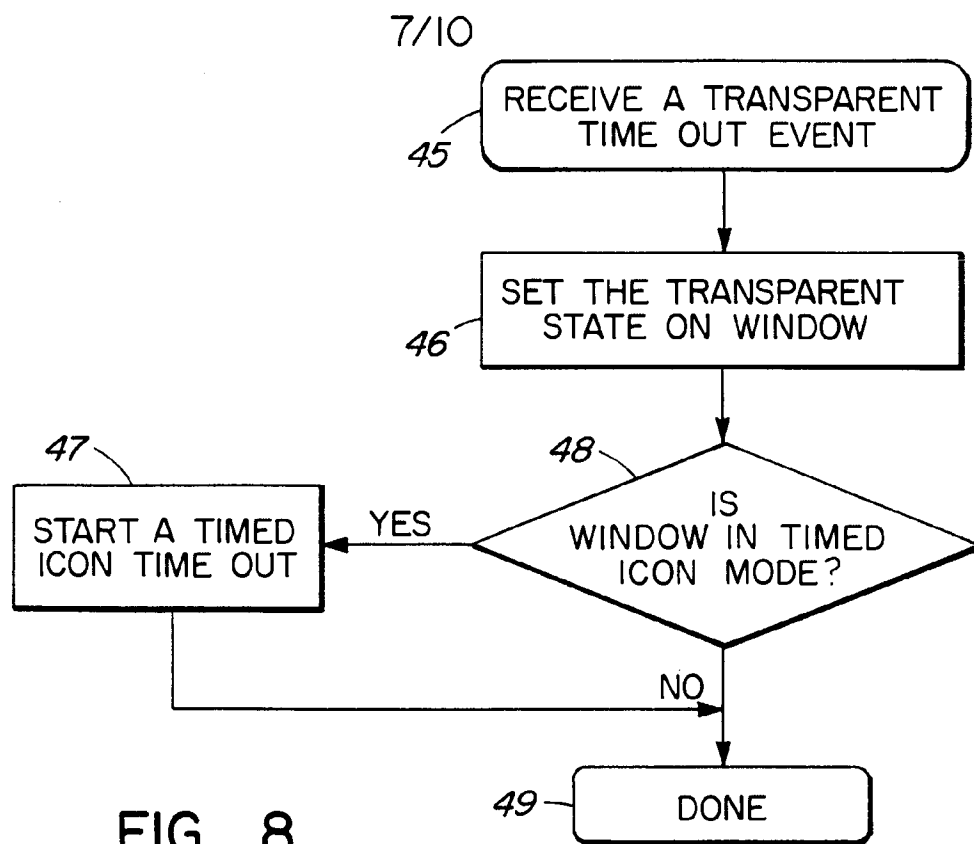 7/10
RECEIVE A TRANSPARENT
TIME OUT EVENT
45
SET THE TRANSPARENT
STATE ON WINDOW
46
47
48
START A TIMED
ICON TIME OUT
YES
IS
WINDOW IN TIMED
ICON MODE?
NO
49
DONE
FIG. 8